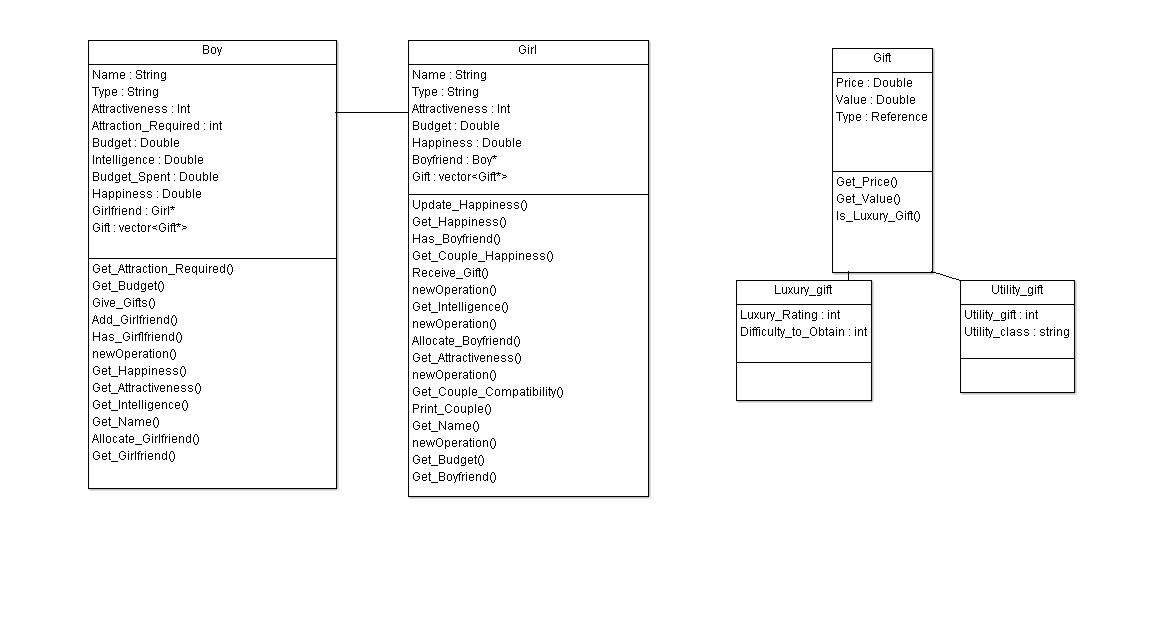 Boy
Name : String
Type : String
Attractiveness : Int
Attraction_Required : int
Budget : Double
Intelligence : Double
Budget_Spent : Double
Happiness : Double
Girlfriend : Girl*
Gift : vector<Gift*>
Get_Attraction_Required()
Get_Budget()
Give_Gifts()
Add_Girlfriend()
Has_Girflfriend()
newOperation()
Get_Happiness()
Get_Attractiveness()
Get_Intelligence()
Get_Name()
Allocate_Girlfriend()
Get_Girlfriend()
Girl
Name : String
Type : String
Attractiveness : Int
Budget : Double
Happiness : Double
Boyfriend : Boy*
Gift : vector<Gift*>
Update_Happiness()
Get_Happiness()
Has_Boyfriend()
Get_Couple_Happiness()
Receive_Gift()
newOperation()
Get_Intelligence()
newOperation()
Allocate_Boyfriend()
Get_Attractiveness()
newOperation()
Get_Couple_Compatibility()
Print_Couple()
Get_Name()
newOperation()
Get_Budget()
Get_Boyfriend()
Gift
Price : Double
Value : Double
Type : Reference
Get_Price()
Get_Value()
Is_Luxury_Gift()
Luxury_gift
Luxury_Rating : int
Difficulty_to_Obtain : int
Utility_gift
Utility_gift : int
Utility_class : string